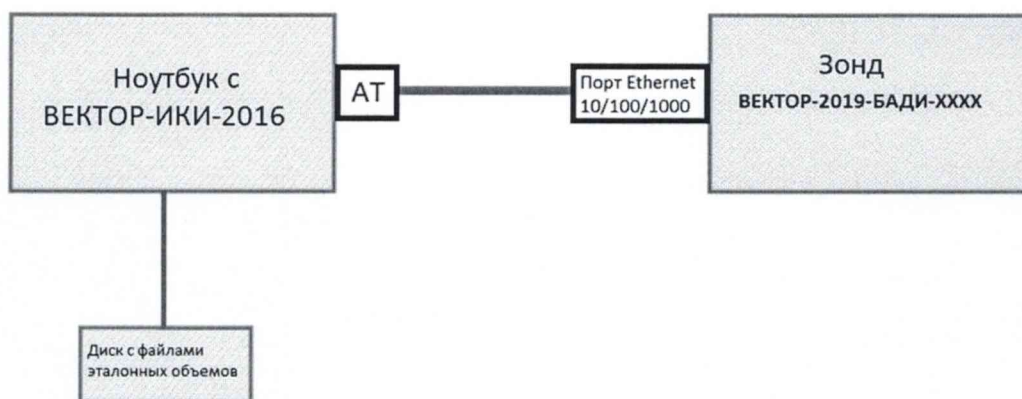 Ноутбук с
ВЕКТОР-ИКИ-2016
АТ
Порт Ethernet
10/100/1000
Зонд
ВЕКТОР-2019-БАДИ-XXXX
Диск с файлами
эталонных объемов